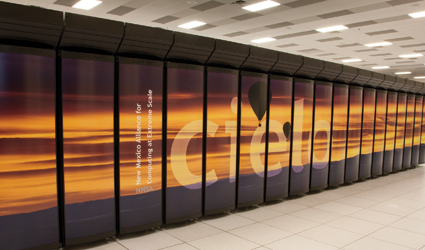 New Mexico Alliance for
Computing at Extreme Scale
cielo